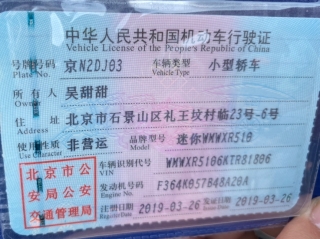 中华人民共和国机动车行驶证
Vehicle License of the People's Republic of China
号牌号码 京N2DJ03 车辆类型 小型轿车
Plate No. Vehicle Type
所有人 吴甜甜
Owner
住址 北京市石景山区礼王坟村临23号-6号
Address
使用性质 非营运 品牌型号 迷你WMWXR510
Use Character Model
北京市公安局公安交通管理局
车辆识别代号 WMWXR5106KTR81806
VIN
发动机号码 F364K057B48A20A
Engine No.
注册日期 2019-03-26 发证日期 2019-03-26
Register Date Issue Date